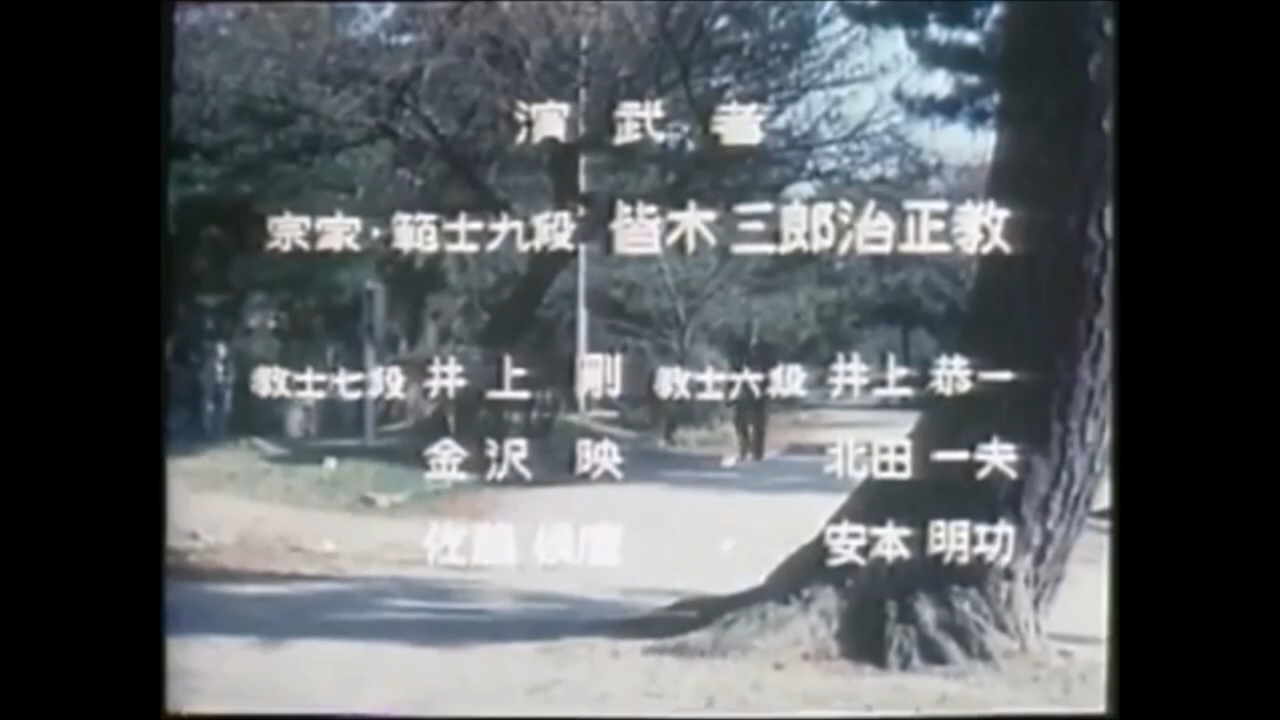 演武者
宗家・範士九段 皆木三郎治正教
教士七段 井上 剛 教士六段 井上 恭一
・ 金沢 映 ・ 北田 一夫
・ 佐藤 ・ 安本 明功